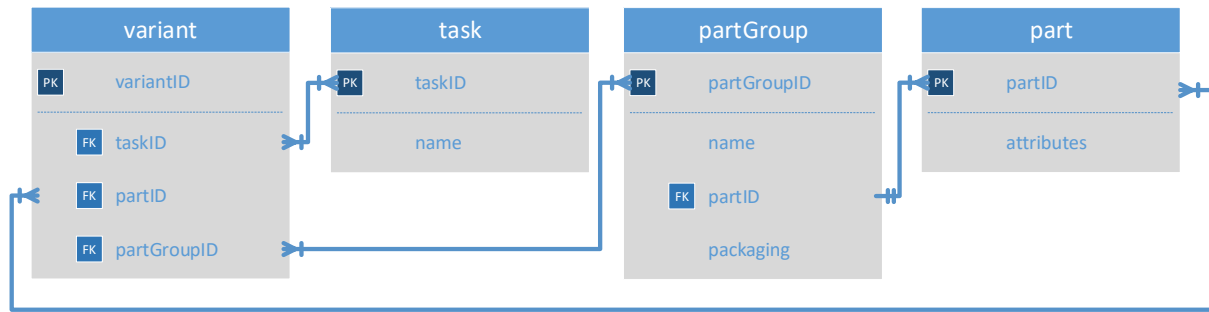 variant
PK variantID
FK taskID
FK partID
FK partGroupID
task
PK taskID
name
partGroup
PK partGroupID
name
FK partID
packaging
part
PK partID
attributes